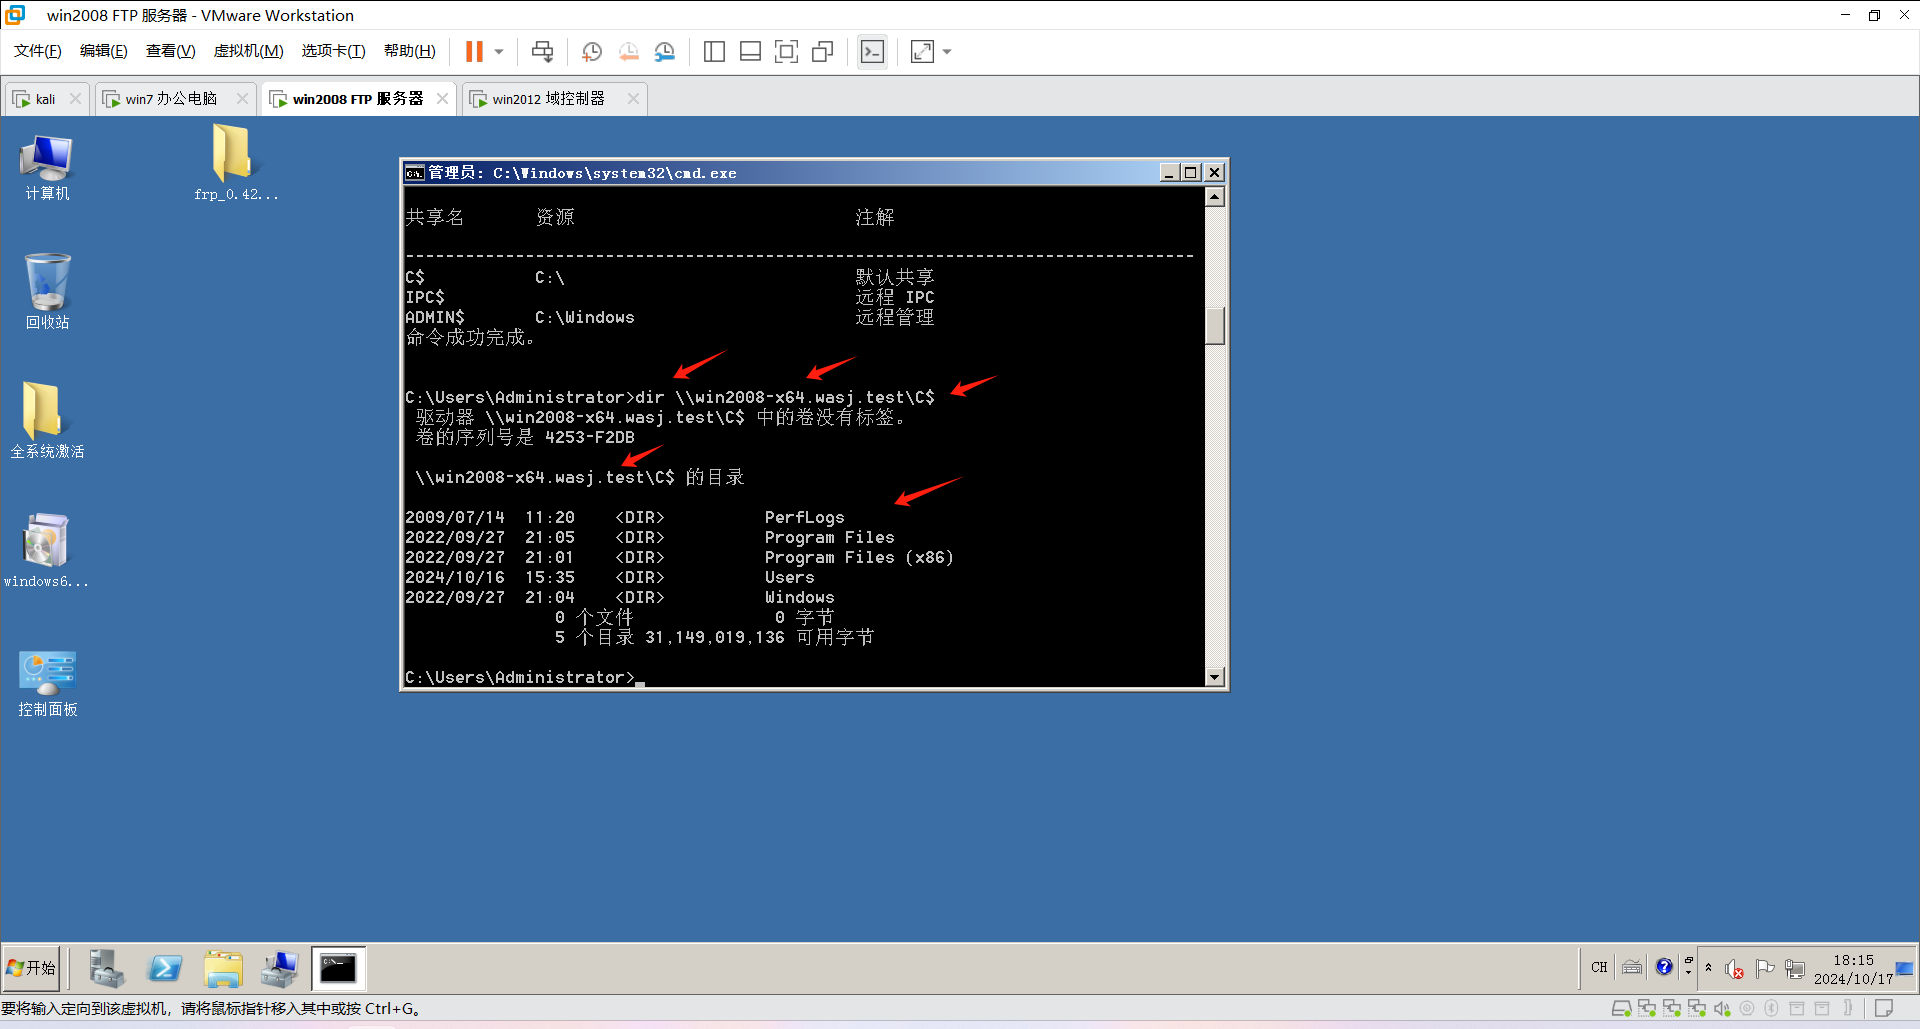 win2008 FTP 服务器 - VMware Workstation
文件(F) 编辑(E) 查看(V) 虚拟机(M) 选项卡(T) 帮助(H)
kali
win7 办公电脑
win2008 FTP 服务器
win2012 域控制器
计算机
frp_0.42...
回收站
全系统激活
windows6...
控制面板
管理员: C:\Windows\system32\cmd.exe
共享名 资源 注解
-------------------------------------------------------------------------------
C$ C:\ 默认共享
IPC$ 远程 IPC
ADMIN$ C:\Windows 远程管理
命令成功完成。
C:\Users\Administrator>dir \\win2008-x64.wasj.test\C$
驱动器 \\win2008-x64.wasj.test\C$ 中的卷没有标签。
卷的序列号是 4253-F2DB
\\win2008-x64.wasj.test\C$ 的目录
2009/07/14 11:20 <DIR> PerfLogs
2022/09/27 21:05 <DIR> Program Files
2022/09/27 21:01 <DIR> Program Files (x86)
2024/10/16 15:35 <DIR> Users
2022/09/27 21:04 <DIR> Windows
0 个文件 0 字节
5 个目录 31,149,019,136 可用字节
C:\Users\Administrator>
开始
CH
18:15
2024/10/17
要将输入定向到该虚拟机，请将鼠标指针移入其中或按 Ctrl+G。